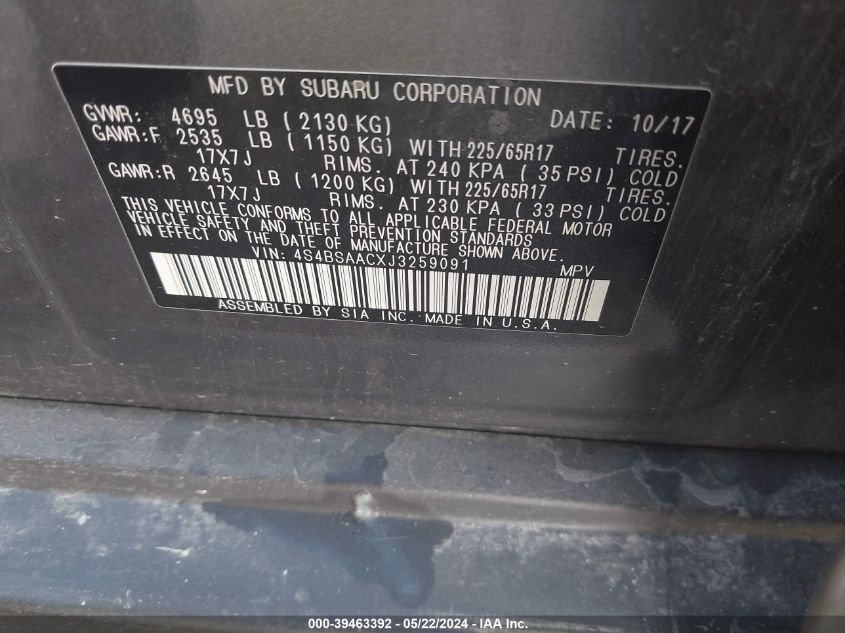 MFD BY SUBARU CORPORATION
GVWR: 4695 LB ( 2130 KG) DATE: 10/17
GAWR:F 2535 LB ( 1150 KG) WITH 225/65R17 TIRES.
17X7J RIMS. AT 240 KPA ( 35 PSI) COLD
GAWR:R 2645 LB ( 1200 KG) WITH 225/65R17 TIRES.
17X7J RIMS. AT 230 KPA ( 33 PSI) COLD
THIS VEHICLE CONFORMS TO ALL APPLICABLE FEDERAL MOTOR
VEHICLE SAFETY AND THEFT PREVENTION STANDARDS
IN EFFECT ON THE DATE OF MANUFACTURE SHOWN ABOVE.
VIN: 4S4BSAACXJ3259091 MPV
ASSEMBLED BY SIA INC. MADE IN U.S.A.
000-39463392 - 05/22/2024 - IAA Inc.